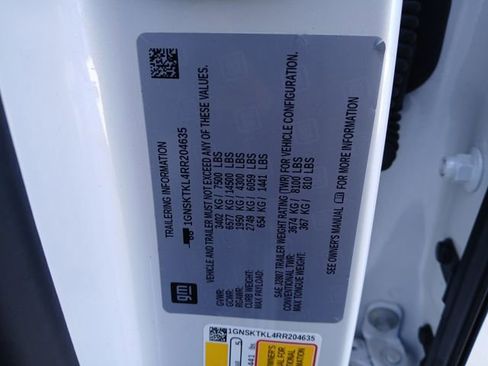 TRAILERING INFORMATION
1GNSKTKL4RR204635
VEHICLE AND TRAILER MUST NOT EXCEED ANY OF THESE VALUES.
GVWR: 3402 KG / 7500 LBS
GCWR: 6577 KG / 14500 LBS
RGAWR: 1950 KG / 4300 LBS
CURB WEIGHT: 2749 KG / 6059 LBS
MAX PAYLOAD: 654 KG / 1441 LBS
SAE J2807 TRAILER WEIGHT RATING (TWR) FOR VEHICLE CONFIGURATION.
CONVENTIONAL TWR: 3674 KG / 8100 LBS
MAX TONGUE WEIGHT: 367 KG / 810 LBS
SEE OWNER'S MANUAL FOR MORE INFORMATION
gm
1GNSKTKL4RR204635